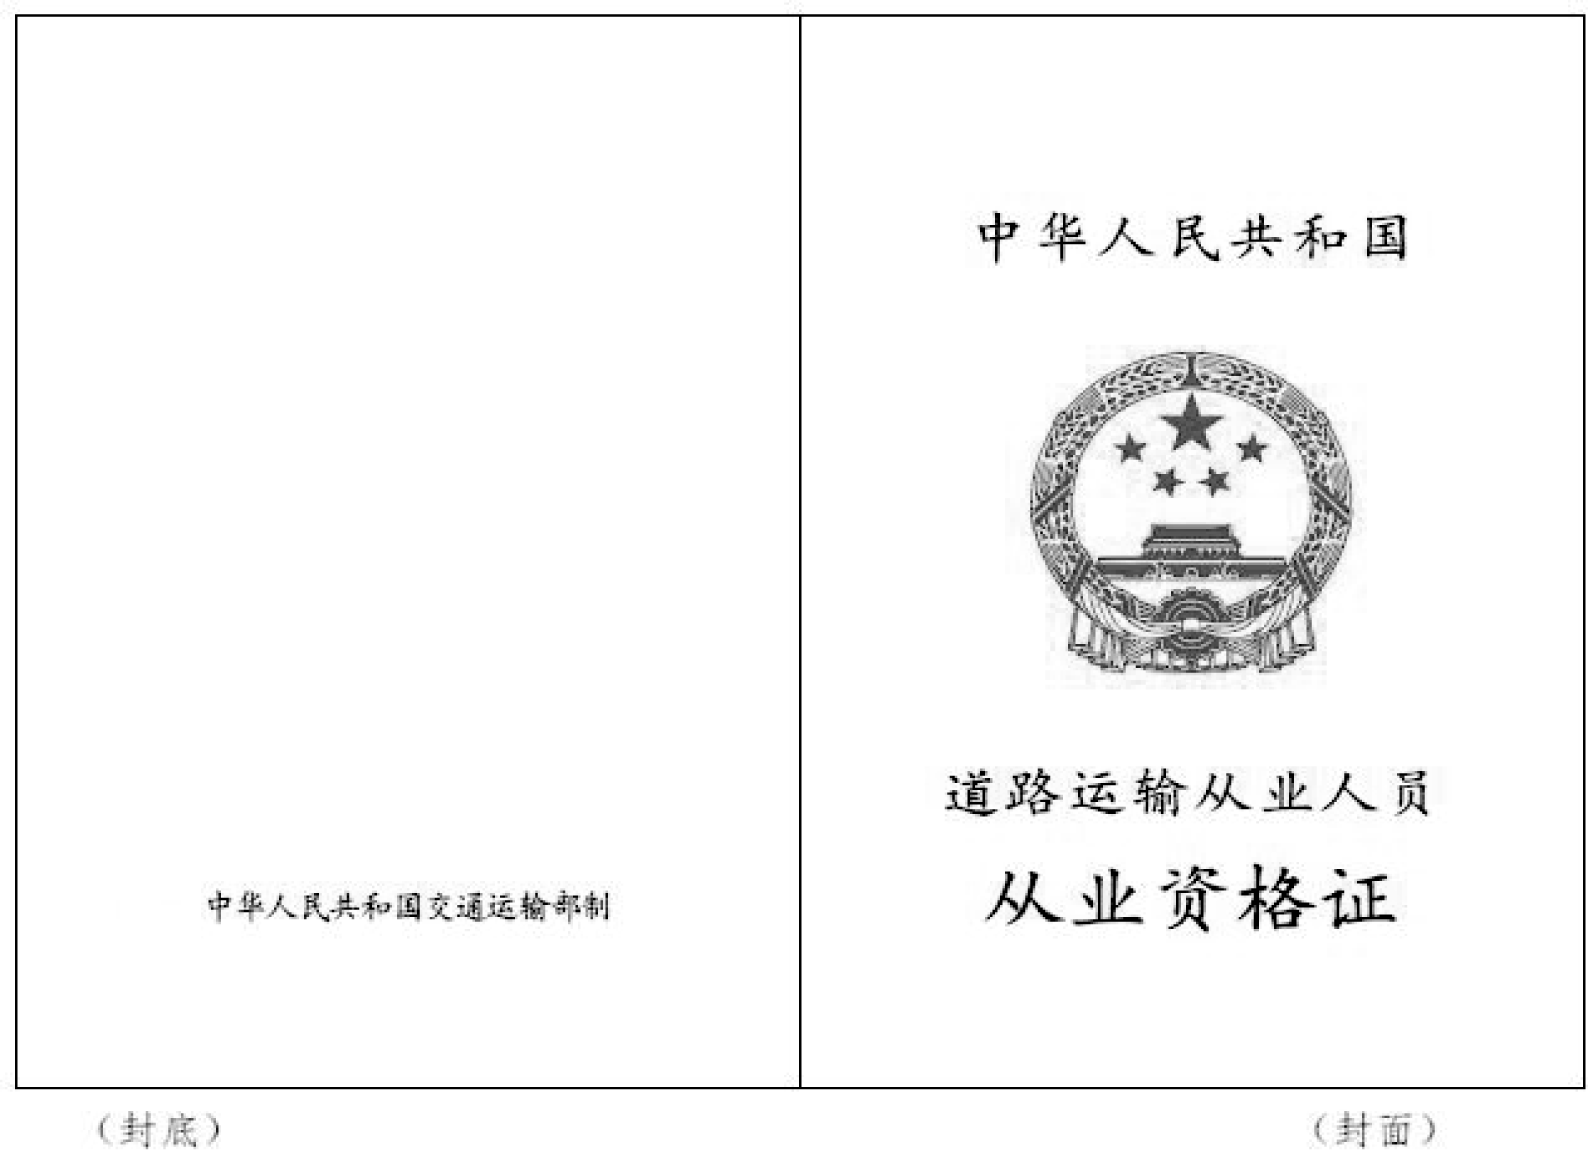 中华人民共和国
道路运输从业人员
从业资格证
中华人民共和国交通运输部制
（封底）
（封面）